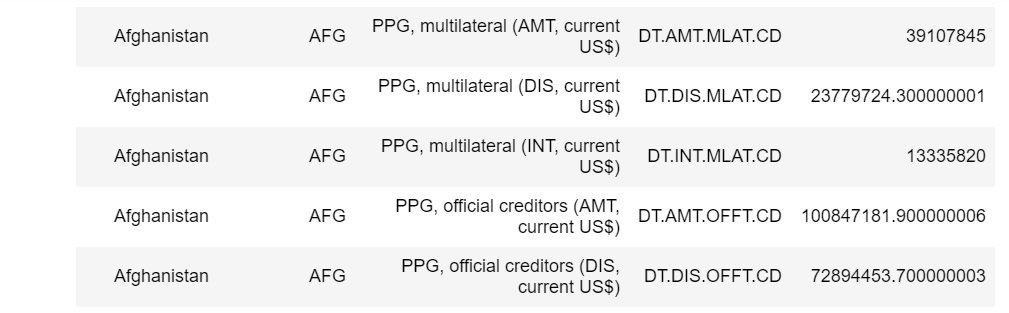 Afghanistan AFG PPG, multilateral (AMT, current US$) DT.AMT.MLAT.CD 39107845
Afghanistan AFG PPG, multilateral (DIS, current US$) DT.DIS.MLAT.CD 23779724.300000001
Afghanistan AFG PPG, multilateral (INT, current US$) DT.INT.MLAT.CD 13335820
Afghanistan AFG PPG, official creditors (AMT, current US$) DT.AMT.OFFT.CD 100847181.900000006
Afghanistan AFG PPG, official creditors (DIS, current US$) DT.DIS.OFFT.CD 72894453.700000003